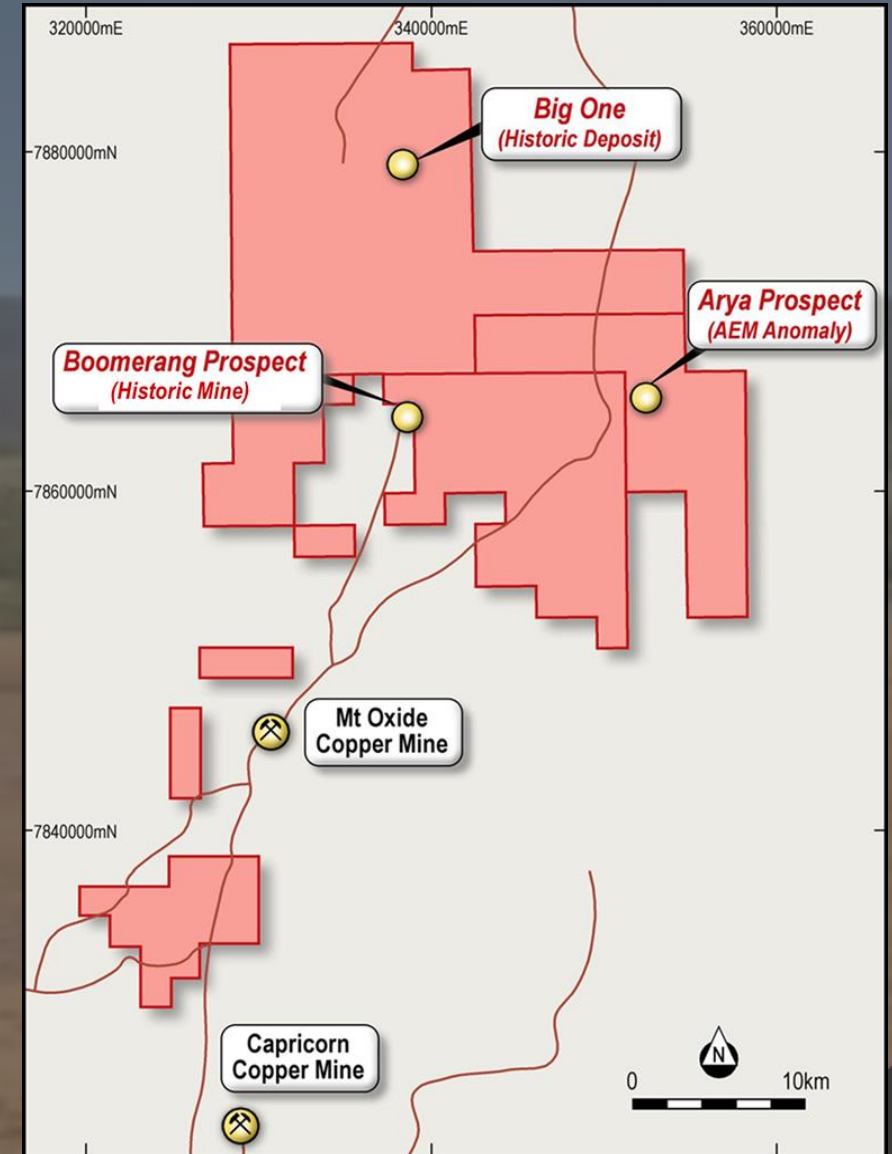 320000mE
340000mE
360000mE
Big One
(Historic Deposit)
7880000mN
Arya Prospect
(AEM Anomaly)
Boomerang Prospect
(Historic Mine)
7860000mN
Mt Oxide
Copper Mine
7840000mN
Capricorn
Copper Mine
N
0
10km